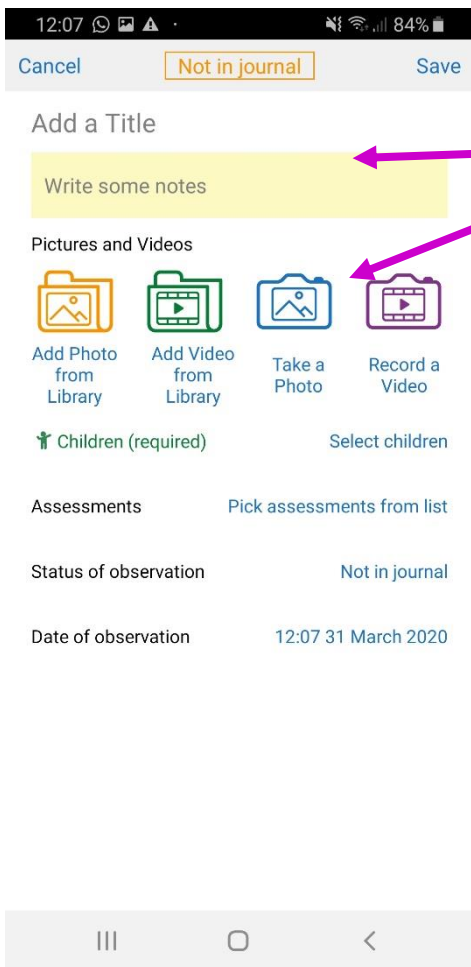 12:07 84%
Cancel Not in journal Save
Add a Title
Write some notes
Pictures and Videos
Add Photo from Library
Add Video from Library
Take a Photo
Record a Video
Children (required) Select children
Assessments Pick assessments from list
Status of observation Not in journal
Date of observation 12:07 31 March 2020